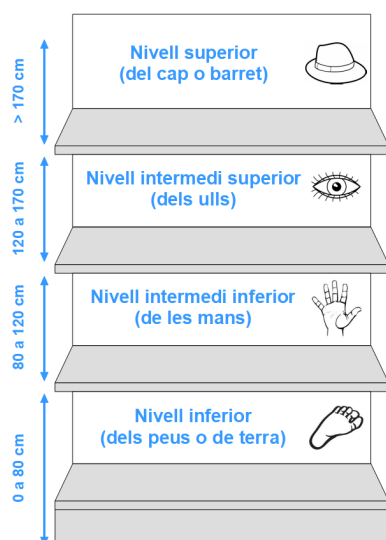 > 170 cm
Nivell superior
(del cap o barret)
120 a 170 cm
Nivell intermedi superior
(dels ulls)
80 a 120 cm
Nivell intermedi inferior
(de les mans)
0 a 80 cm
Nivell inferior
(dels peus o de terra)